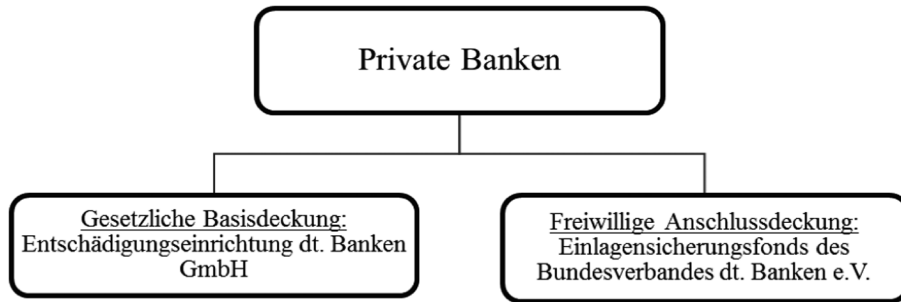 Private Banken
Gesetzliche Basisdeckung:
Entschädigungseinrichtung dt. Banken
GmbH
Freiwillige Anschlussdeckung:
Einlagensicherungsfonds des
Bundesverbandes dt. Banken e.V.